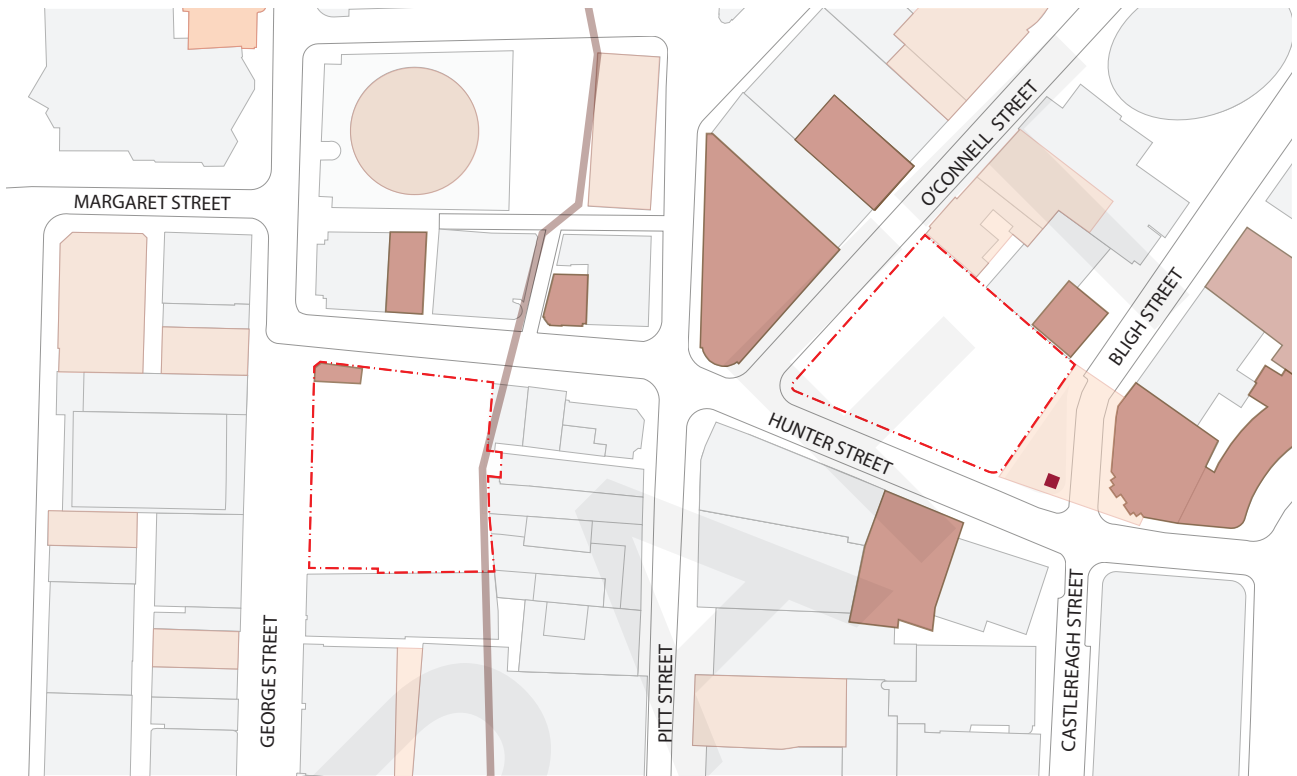 O'CONNELL STREET
MARGARET STREET
BLIGH STREET
HUNTER STREET
GEORGE STREET
PITT STREET
CASTLEREAGH STREET